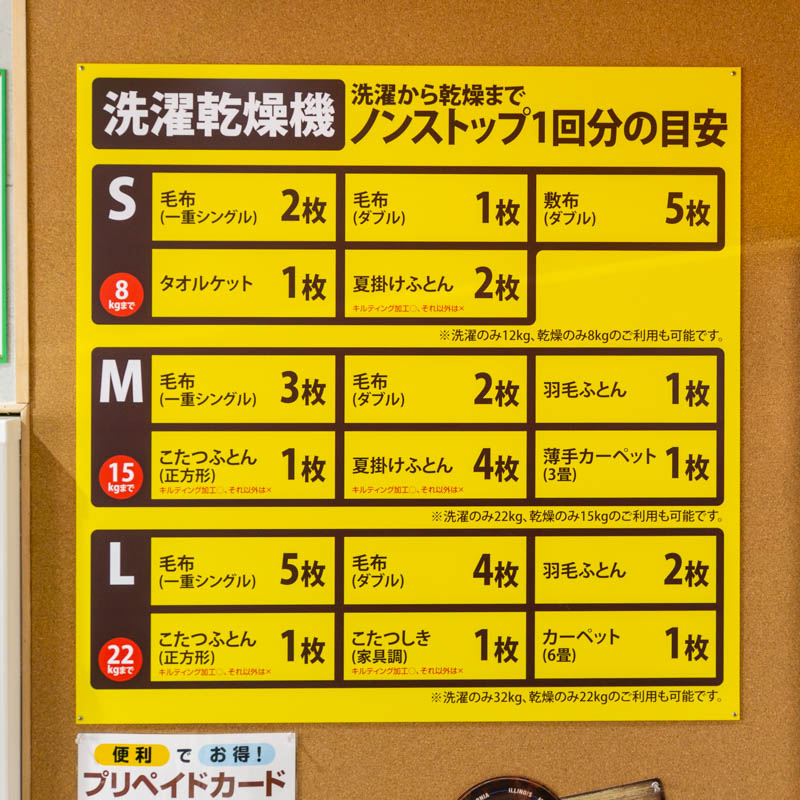 洗濯乾燥機
洗濯から乾燥まで
ノンストップ1回分の目安
S
8
kgまで
毛布
(一重シングル)
2枚
毛布
(ダブル)
1枚
敷布
(ダブル)
5枚
タオルケット
1枚
夏掛けふとん
2枚
キルティング加工○、それ以外は×
※洗濯のみ12kg、乾燥のみ8kgのご利用も可能です。
M
15
kgまで
毛布
(一重シングル)
3枚
毛布
(ダブル)
2枚
羽毛ふとん
1枚
こたつふとん
(正方形)
1枚
キルティング加工○、それ以外は×
夏掛けふとん
4枚
キルティング加工○、それ以外は×
薄手カーペット
(3畳)
1枚
※洗濯のみ22kg、乾燥のみ15kgのご利用も可能です。
L
22
kgまで
毛布
(一重シングル)
5枚
毛布
(ダブル)
4枚
羽毛ふとん
2枚
こたつふとん
(正方形)
1枚
キルティング加工○、それ以外は×
こたつしき
(家具調)
1枚
キルティング加工○、それ以外は×
カーペット
(6畳)
1枚
※洗濯のみ32kg、乾燥のみ22kgのご利用も可能です。
便利でお得!
プリペイドカード
ILLINOIS